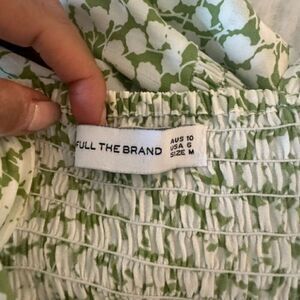 FULL THE BRAND
AUS 10
USA 6
SIZE M